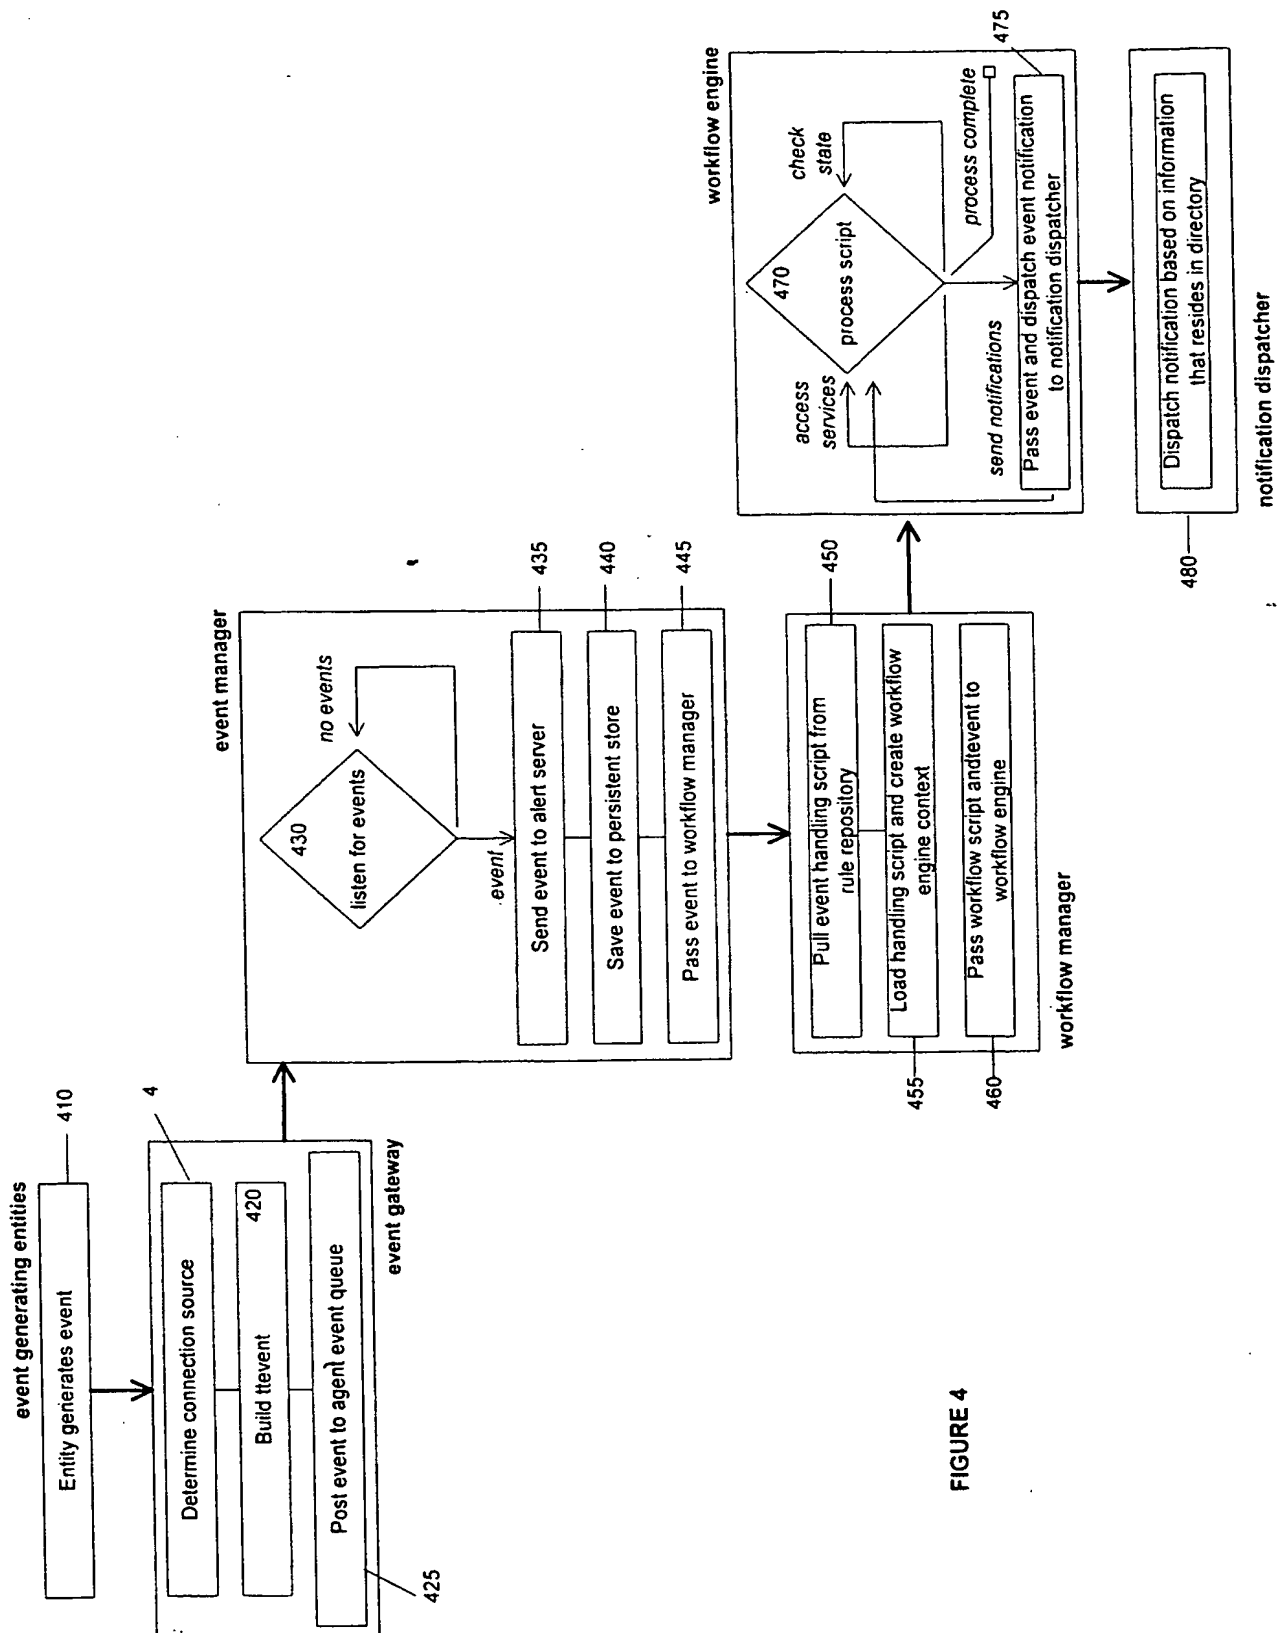 event generating entities
Entity generates event
410
4
Determine connection source
Build ttevent
420
Post event to agent event queue
425
event gateway
event manager
430
listen for events
no events
event
Send event to alert server
435
Save event to persistent store
440
Pass event to workflow manager
445
Pull event handling script from
rule repository
450
Load handling script and create workflow
engine context
455
Pass workflow script andtevent to
workflow engine
460
workflow manager
workflow engine
470
process script
check
state
access
services
process complete
send notifications
475
Pass event and dispatch event notification
to notification dispatcher
Dispatch notification based on information
that resides in directory
480
notification dispatcher
FIGURE 4